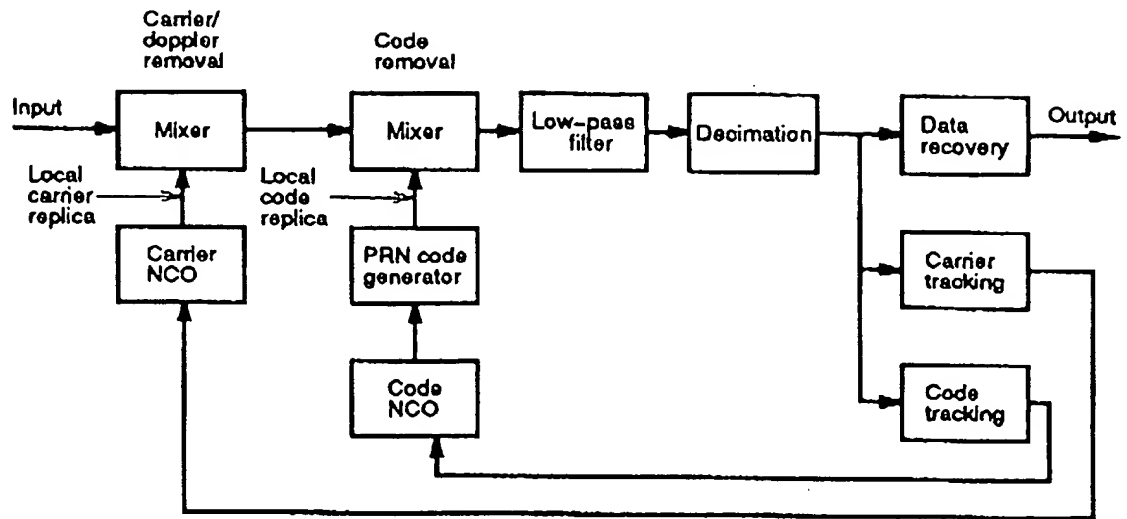 Carrier/
doppler
removal
Code
removal
Input
Mixer
Mixer
Low-pass
filter
Decimation
Data
recovery
Output
Local
carrier
replica
Local
code
replica
Carrier
NCO
PRN code
generator
Carrier
tracking
Code
NCO
Code
tracking